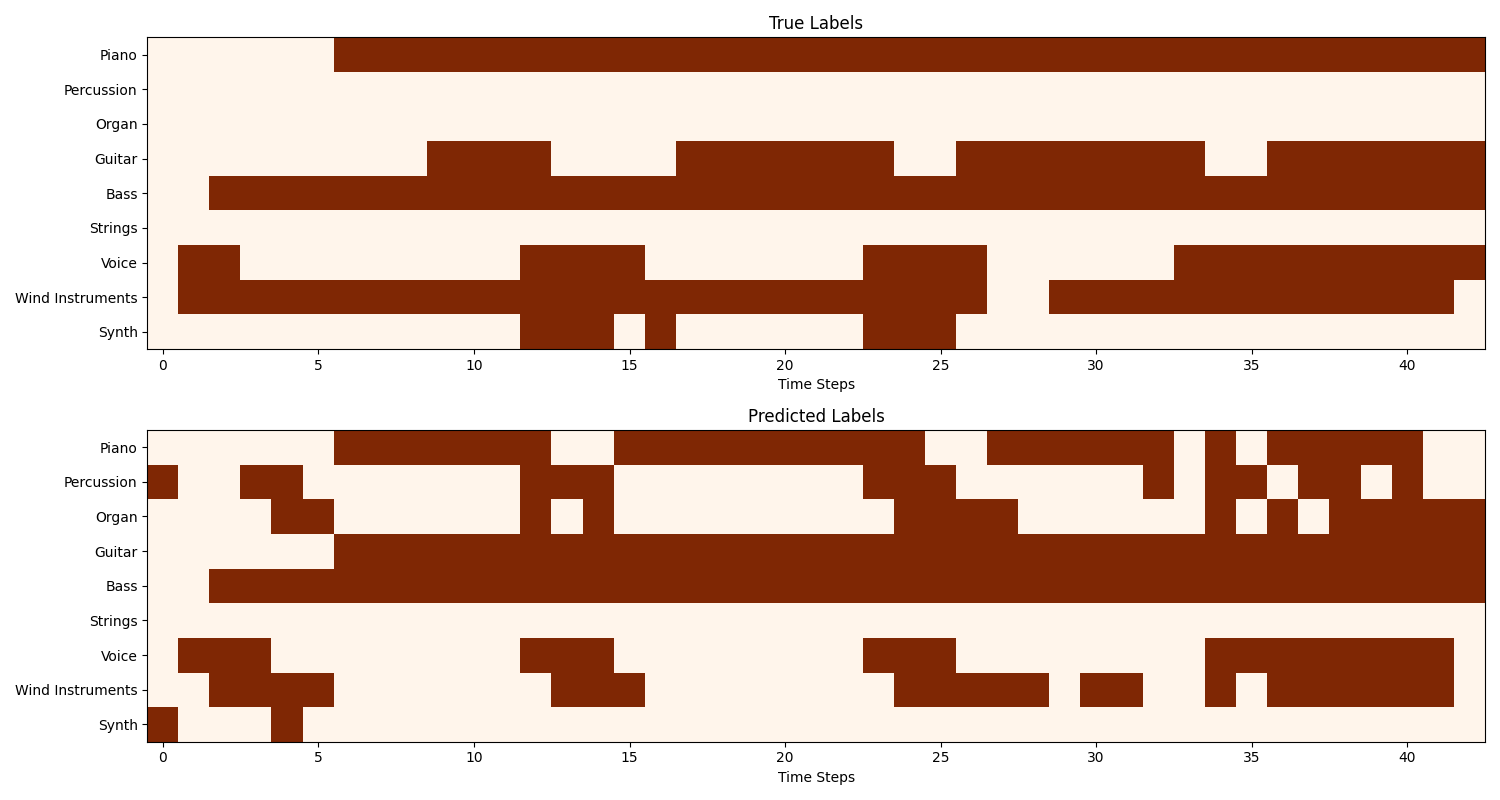 True Labels
Piano
Percussion
Organ
Guitar
Bass
Strings
Voice
Wind Instruments
Synth
0 5 10 15 20 25 30 35 40
Time Steps
Predicted Labels
Piano
Percussion
Organ
Guitar
Bass
Strings
Voice
Wind Instruments
Synth
0 5 10 15 20 25 30 35 40
Time Steps